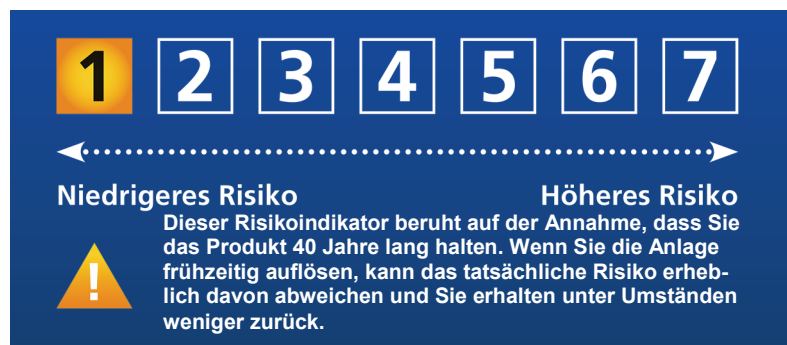 1 2 3 4 5 6 7
Niedrigeres Risiko Höheres Risiko
Dieser Risikoindikator beruht auf der Annahme, dass Sie
das Produkt 40 Jahre lang halten. Wenn Sie die Anlage
frühzeitig auflösen, kann das tatsächliche Risiko erheb-
lich davon abweichen und Sie erhalten unter Umständen
weniger zurück.
!